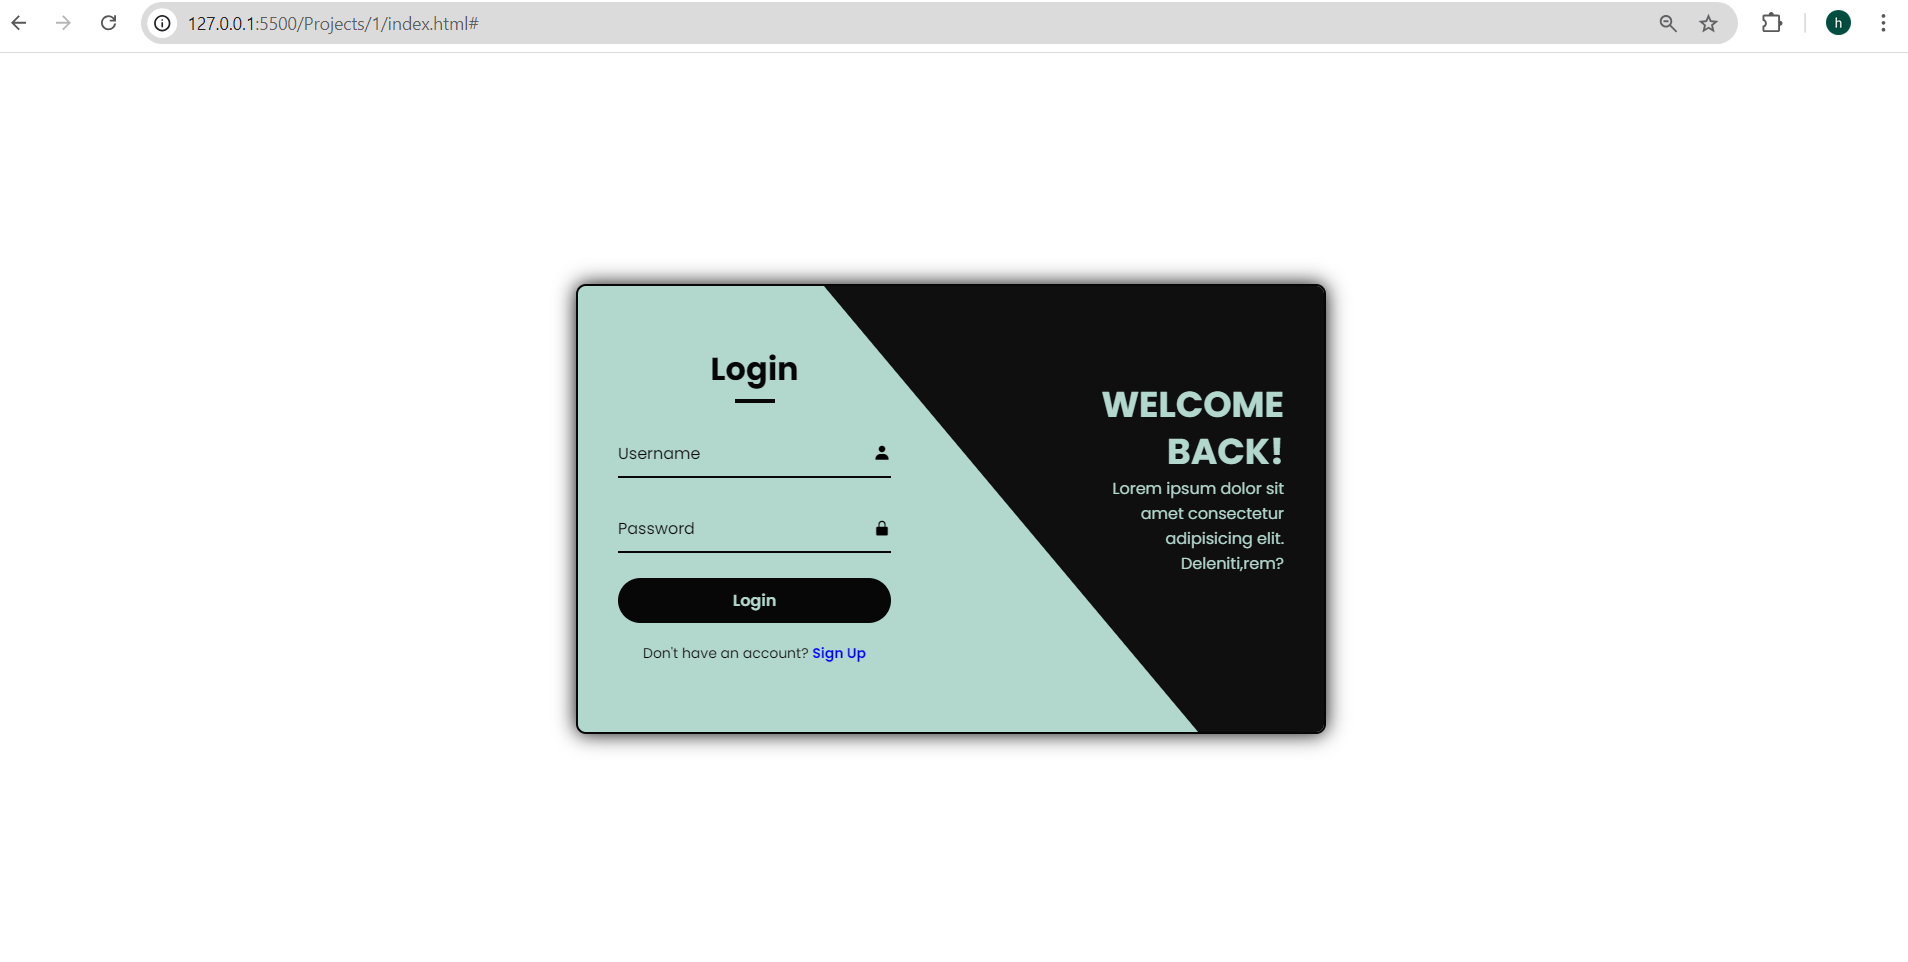 127.0.0.1:5500/Projects/1/index.html#
h
Login
Username
Password
Login
Don't have an account? Sign Up
WELCOME
BACK!
Lorem ipsum dolor sit
amet consectetur
adipisicing elit.
Deleniti,rem?